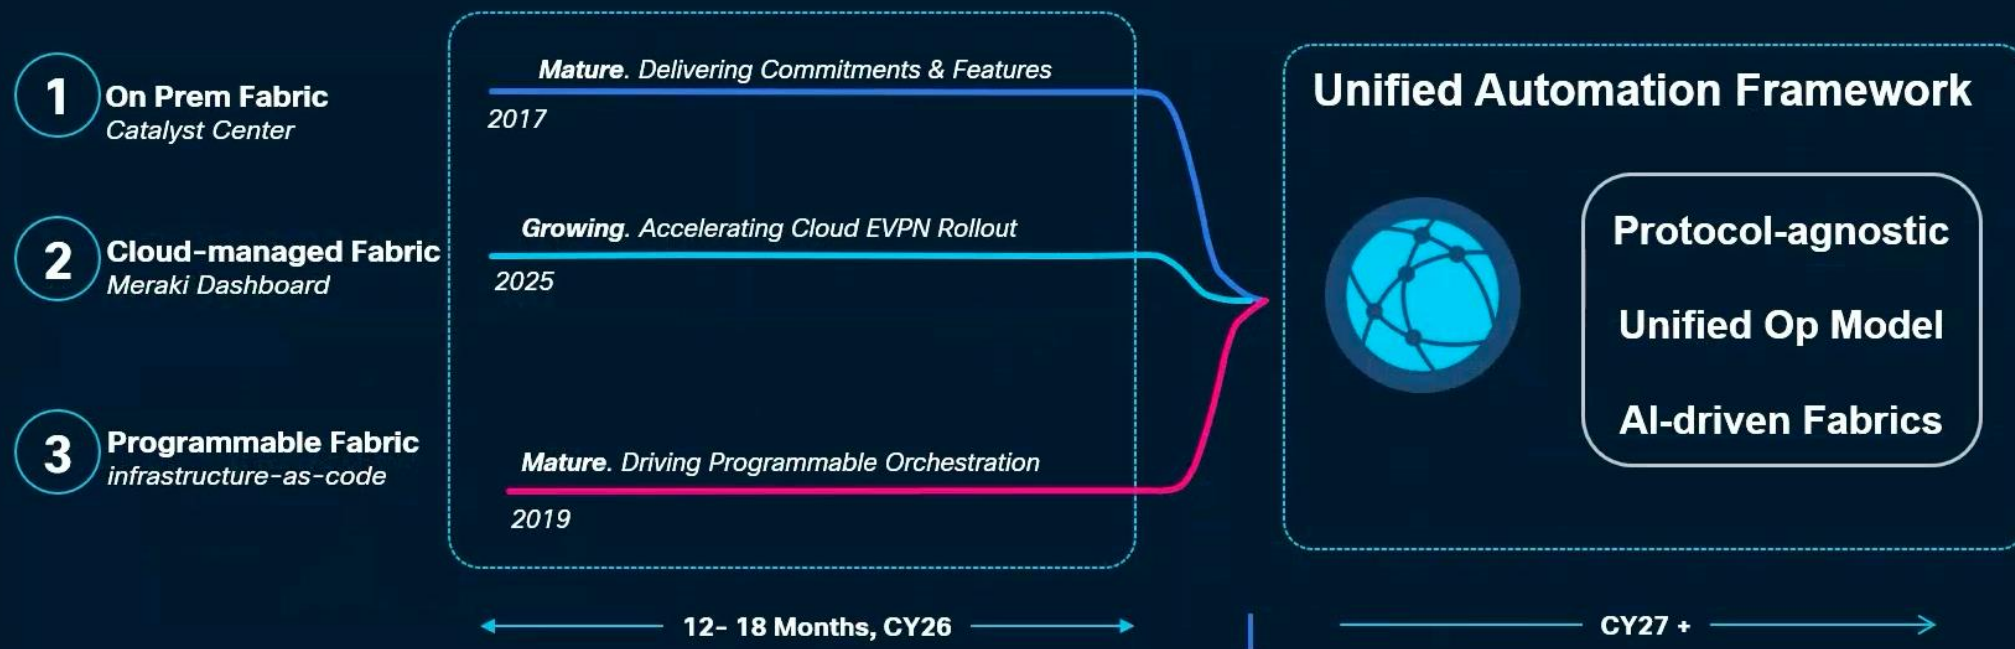 1
On Prem Fabric
Catalyst Center
Mature. Delivering Commitments & Features
2017
2
Cloud-managed Fabric
Meraki Dashboard
Growing. Accelerating Cloud EVPN Rollout
2025
3
Programmable Fabric
infrastructure-as-code
Mature. Driving Programmable Orchestration
2019
12- 18 Months, CY26
Unified Automation Framework
Protocol-agnostic
Unified Op Model
AI-driven Fabrics
CY27 +